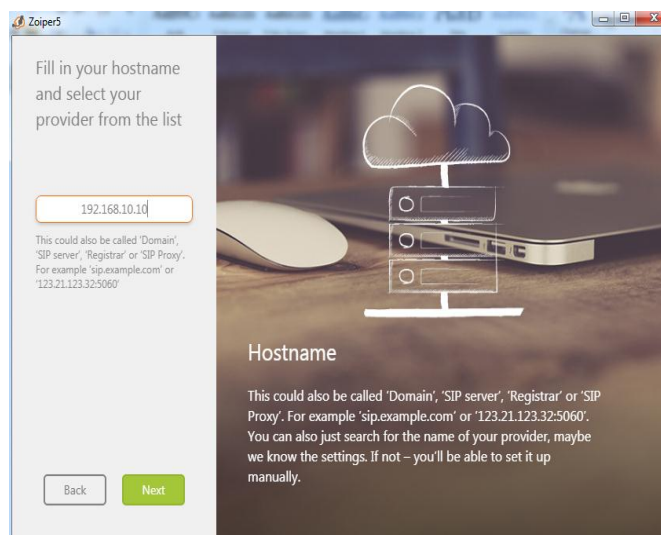 Zoiper5
Fill in your hostname
and select your
provider from the list
192.168.10.10
This could also be called 'Domain',
'SIP server', 'Registrar' or 'SIP Proxy'.
For example 'sip.example.com' or
'123.21.123.32:5060'
Back
Next
Hostname
This could also be called 'Domain', 'SIP server', 'Registrar' or 'SIP
Proxy'. For example 'sip.example.com' or '123.21.123.32:5060'.
You can also just search for the name of your provider, maybe
we know the settings. If not – you'll be able to set it up
manually.